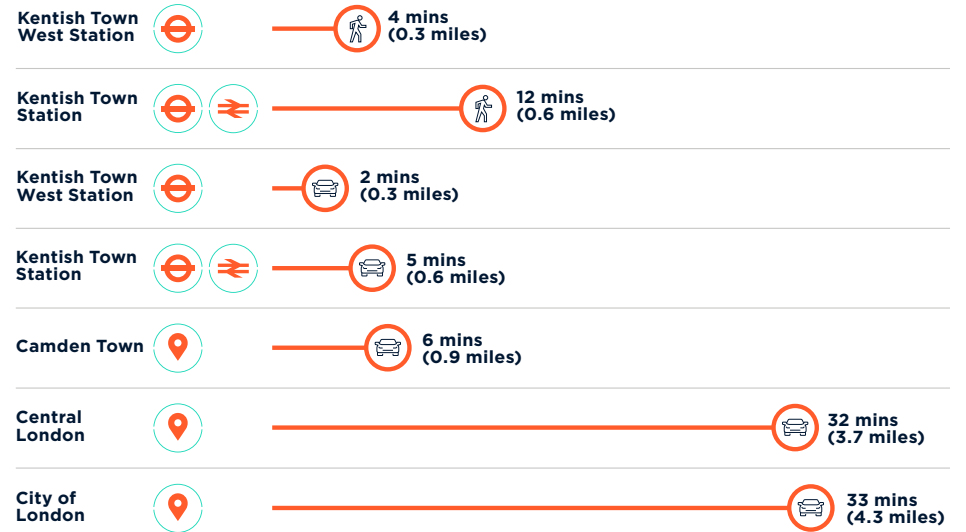 Kentish Town
West Station
4 mins
(0.3 miles)
Kentish Town
Station
12 mins
(0.6 miles)
Kentish Town
West Station
2 mins
(0.3 miles)
Kentish Town
Station
5 mins
(0.6 miles)
Camden Town
6 mins
(0.9 miles)
Central
London
32 mins
(3.7 miles)
City of
London
33 mins
(4.3 miles)